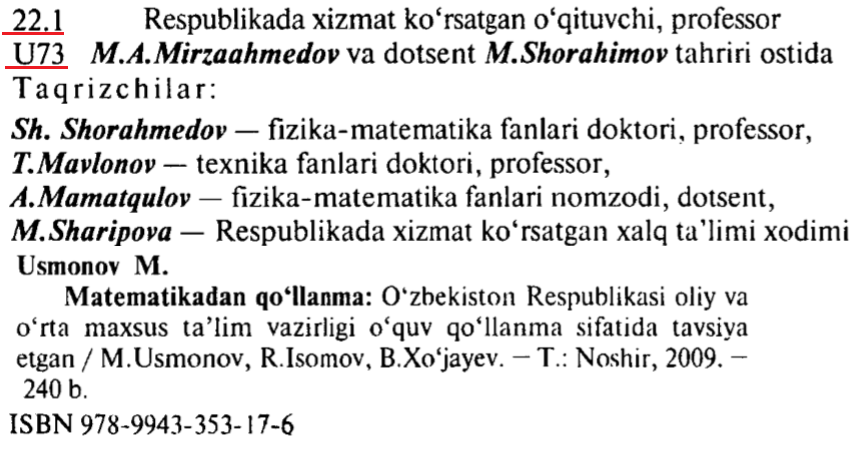 22.1 Respublikada xizmat ko‘rsatgan o‘qituvchi, professor
U73 M.A.Mirzaahmedov va dotsent M.Shorahimov tahriri ostida
Taqrizchilar:
Sh. Shorahmedov — fizika-matematika fanlari doktori, professor,
T.Mavlonov — texnika fanlari doktori, professor,
A.Mamatqulov — fizika-matematika fanlari nomzodi, dotsent,
M.Sharipova — Respublikada xizmat ko‘rsatgan xalq ta’limi xodimi
Usmonov M.
Matematikadan qo‘llanma: O‘zbekiston Respublikasi oliy va
o‘rta maxsus ta’lim vazirligi o‘quv qo‘llanma sifatida tavsiya
etgan / M.Usmonov, R.Isomov, B.Xo‘jayev. — T.: Noshir, 2009. —
240 b.
ISBN 978-9943-353-17-6